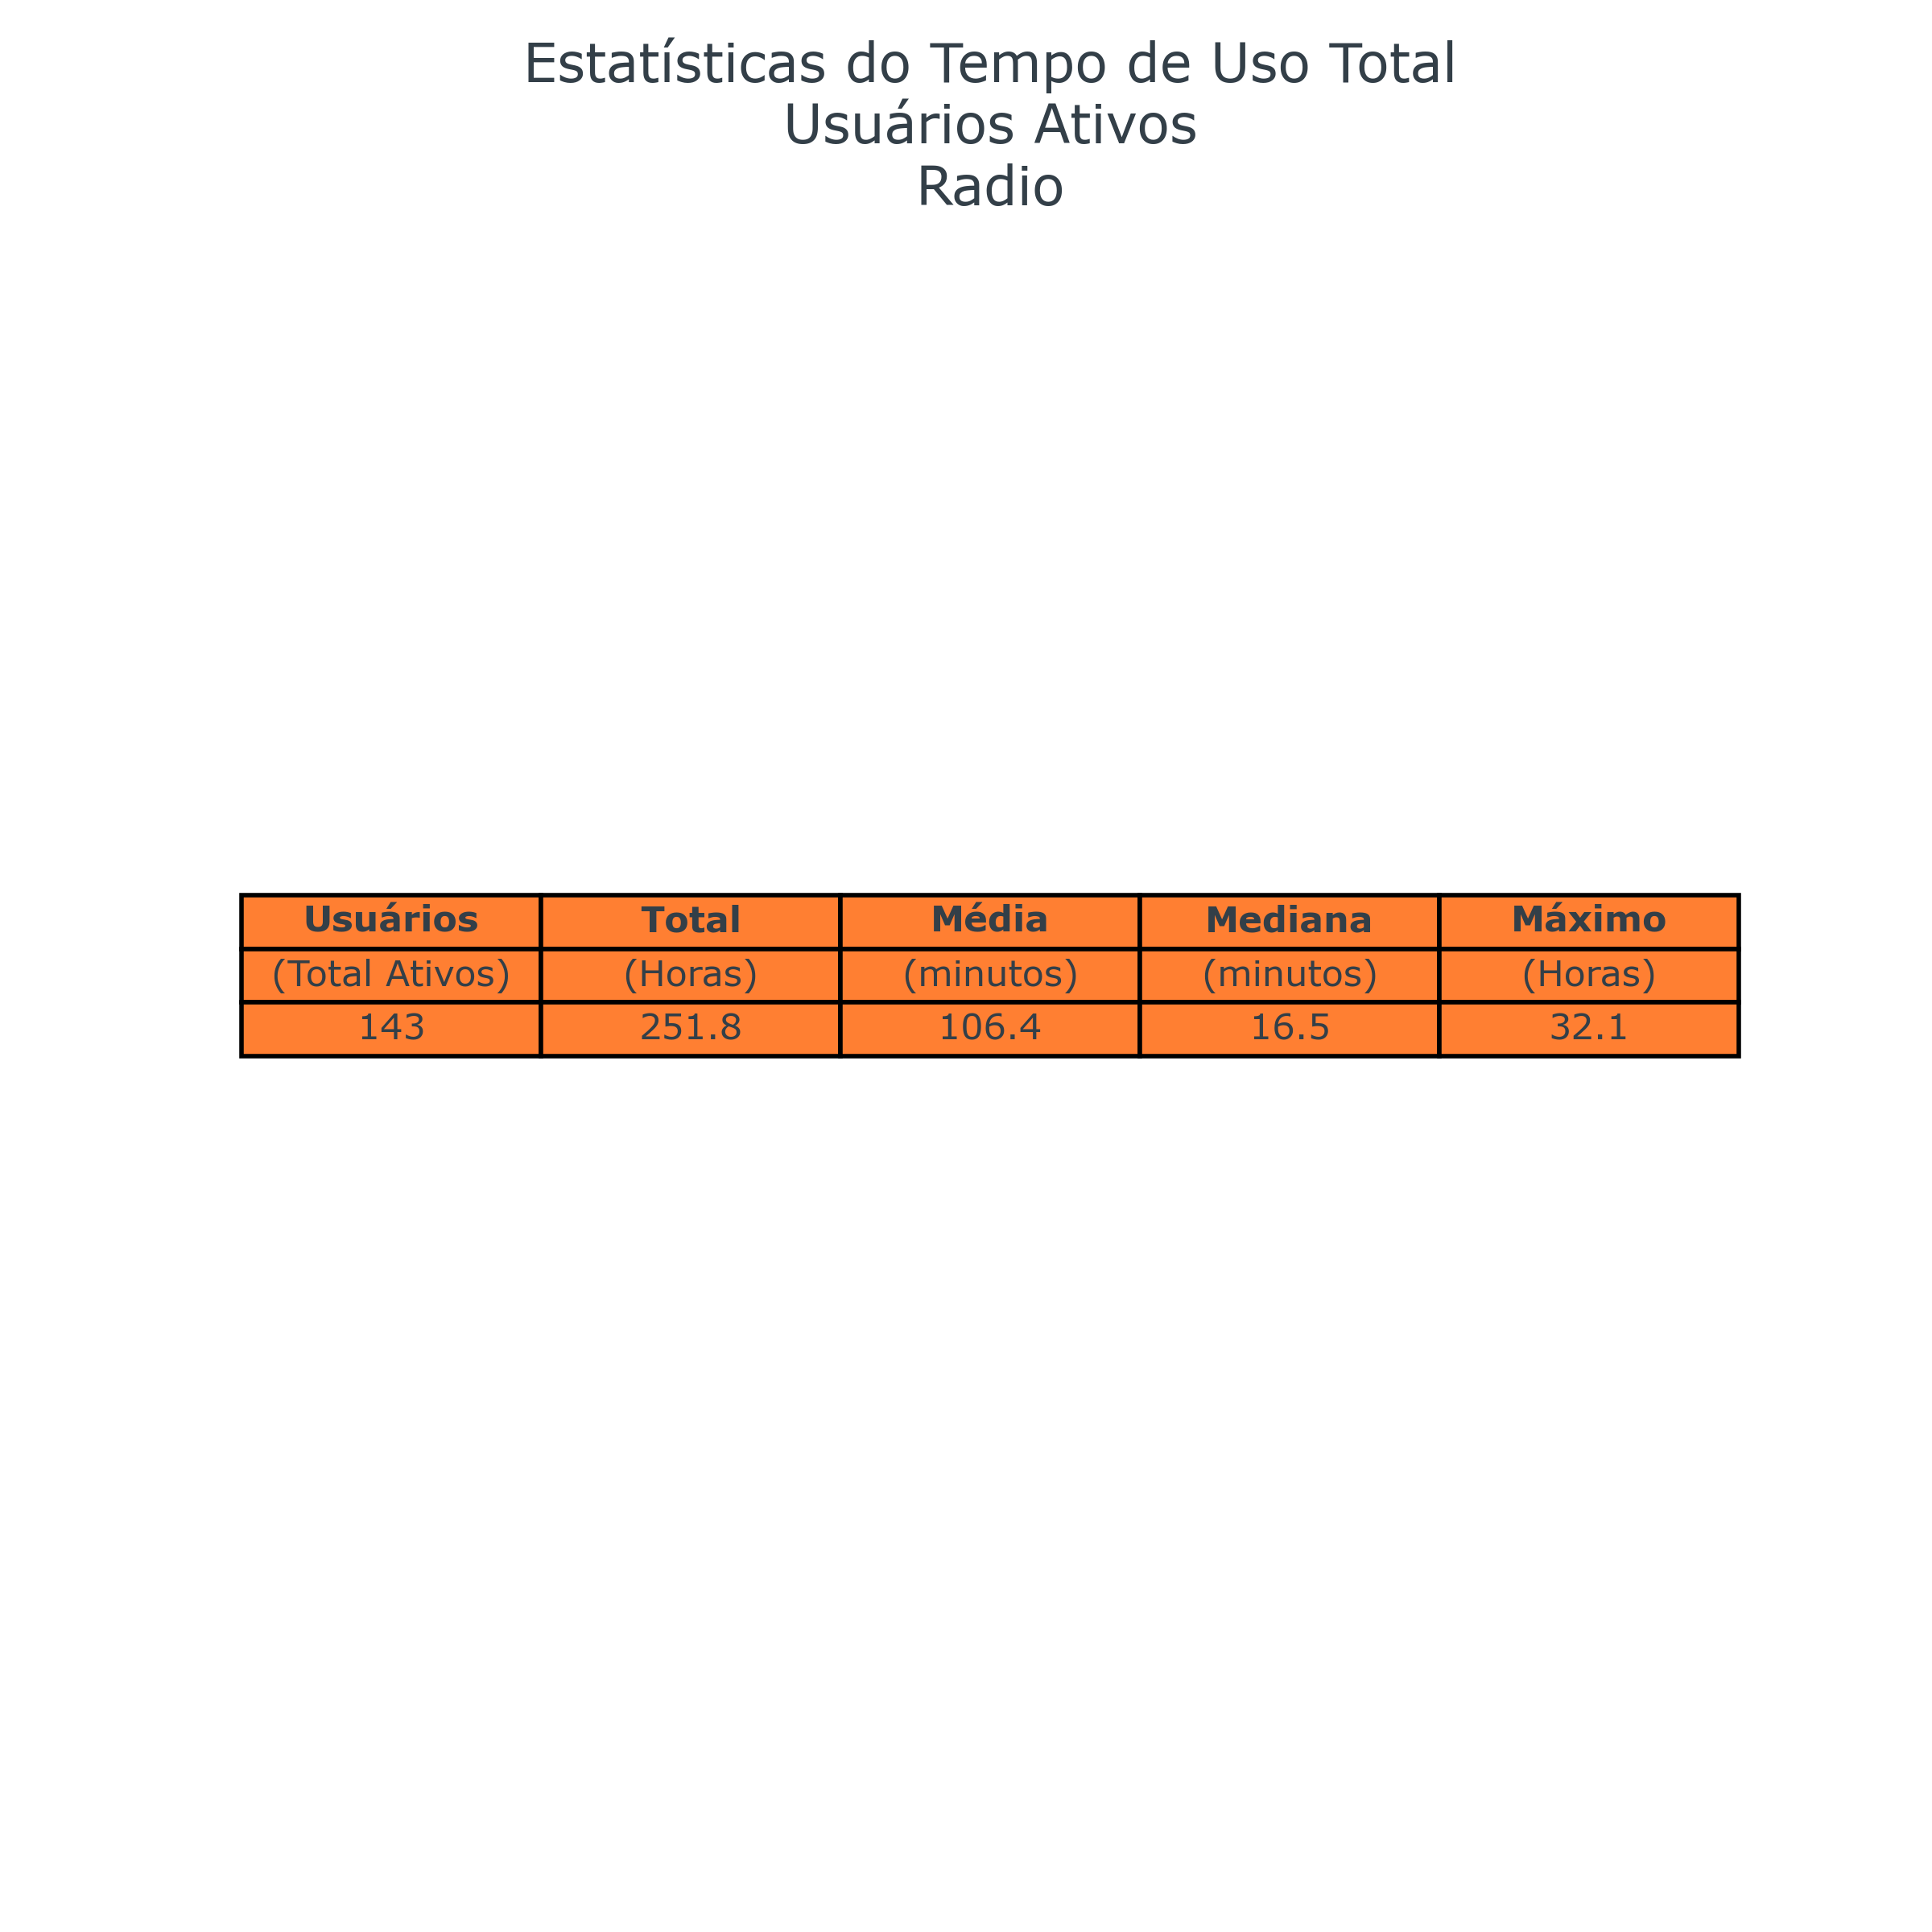 Estatísticas do Tempo de Uso Total
Usuários Ativos
Radio
Usuários Total Média Mediana Máximo
(Total Ativos) (Horas) (minutos) (minutos) (Horas)
143 251.8 106.4 16.5 32.1